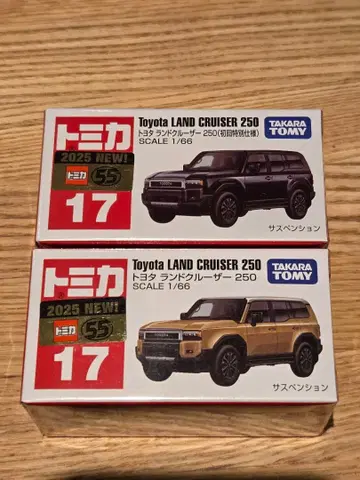 トミカ
2025 NEW!
トミカ 55
17
Toyota LAND CRUISER 250
トヨタ ランドクルーザー 250(初回特別仕様)
SCALE 1/66
TAKARA TOMY
サスペンション
トミカ
2025 NEW!
トミカ 55
17
Toyota LAND CRUISER 250
トヨタ ランドクルーザー 250
SCALE 1/66
TAKARA TOMY
サスペンション